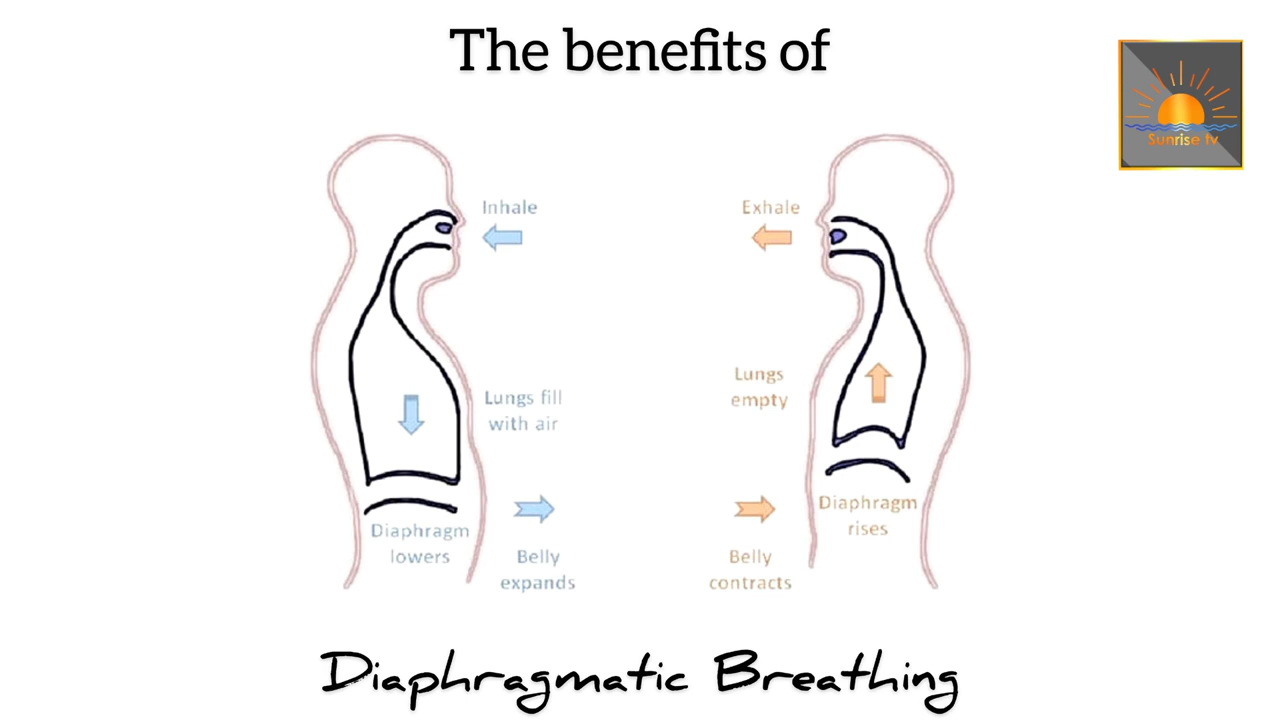 The benefits of
Sunrise tv
Inhale
Exhale
Lungs fill
with air
Lungs
empty
Diaphragm
lowers
Belly
expands
Belly
contracts
Diaphragm
rises
Diaphragmatic Breathing